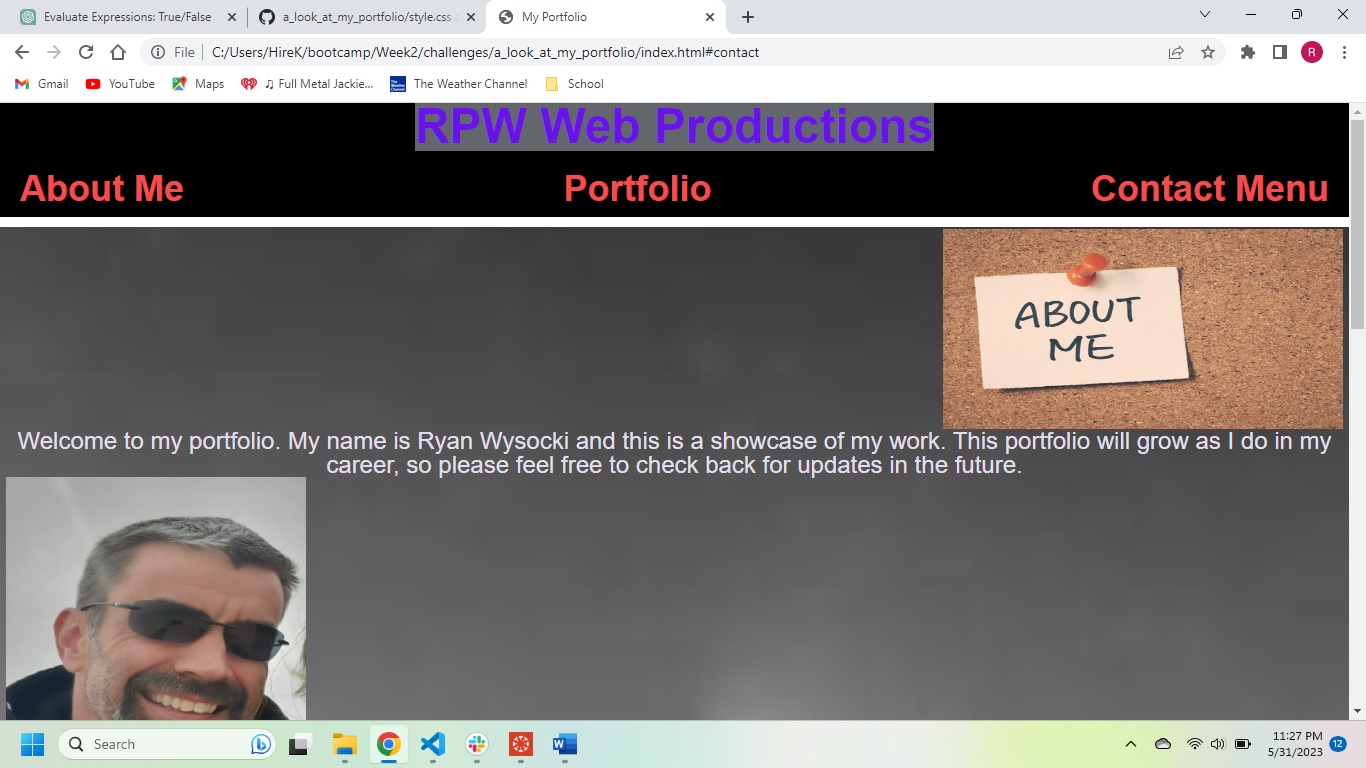 Evaluate Expressions: True/False
a_look_at_my_portfolio/style.css
My Portfolio
File
C:/Users/HireK/bootcamp/Week2/challenges/a_look_at_my_portfolio/index.html#contact
R
Gmail
YouTube
Maps
♫ Full Metal Jackie...
The Weather Channel
School
RPW Web Productions
About Me Portfolio Contact Menu
ABOUT
ME
Welcome to my portfolio. My name is Ryan Wysocki and this is a showcase of my work. This portfolio will grow as I do in my
career, so please feel free to check back for updates in the future.
Search
11:27 PM
5/31/2023
12